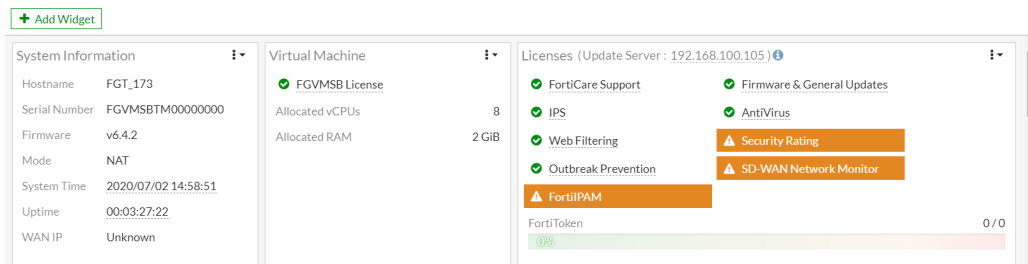 Add Widget
System Information
Hostname FGT_173
Serial Number FGVMSBTM00000000
Firmware v6.4.2
Mode NAT
System Time 2020/07/02 14:58:51
Uptime 00:03:27:22
WAN IP Unknown
Virtual Machine
FGVMSB License
Allocated vCPUs 8
Allocated RAM 2 GiB
Licenses (Update Server : 192.168.100.105 )
FortiCare Support Firmware & General Updates
IPS AntiVirus
Web Filtering Security Rating
Outbreak Prevention SD-WAN Network Monitor
FortiIPAM
FortiToken 0 / 0
0%